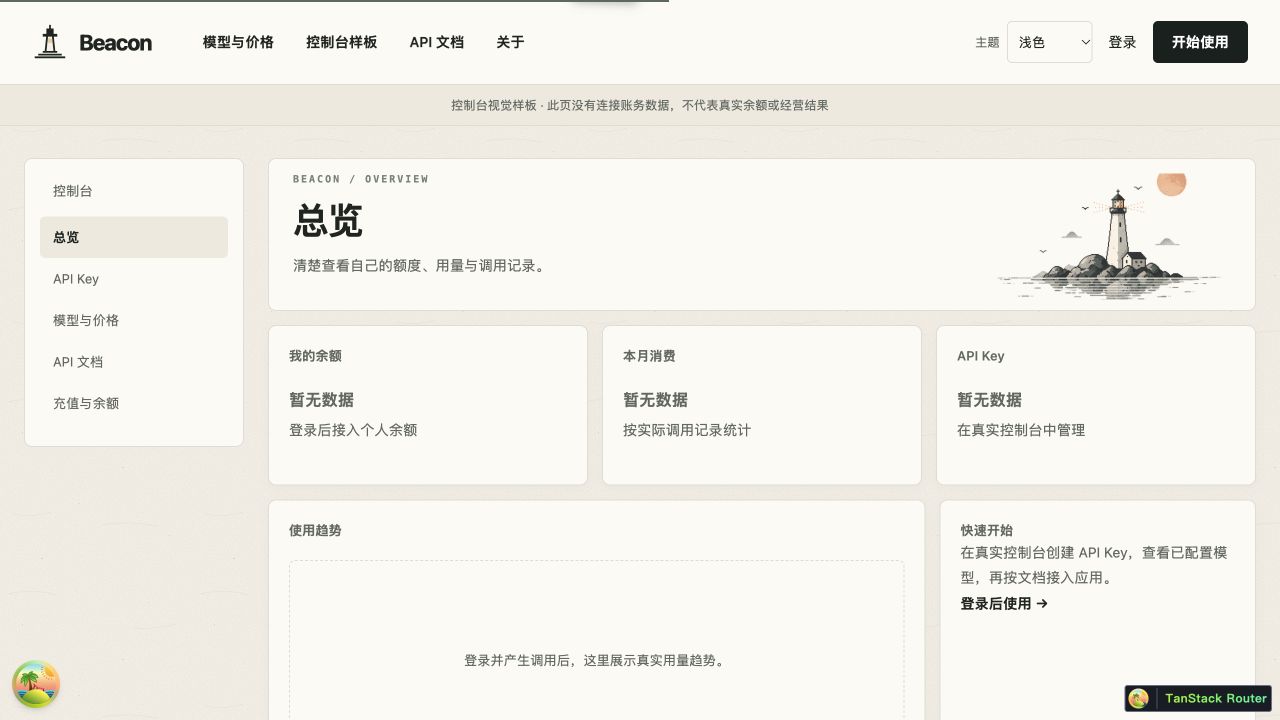 Beacon
模型与价格
控制台样板
API 文档
关于
主题
浅色
登录
开始使用
控制台视觉样板 · 此页没有连接账务数据，不代表真实余额或经营结果
控制台
总览
API Key
模型与价格
API 文档
充值与余额
BEACON / OVERVIEW
总览
清楚查看自己的额度、用量与调用记录。
我的余额
暂无数据
登录后接入个人余额
本月消费
暂无数据
按实际调用记录统计
API Key
暂无数据
在真实控制台中管理
使用趋势
登录并产生调用后，这里展示真实用量趋势。
快速开始
在真实控制台创建 API Key，查看已配置模
型，再按文档接入应用。
登录后使用 →
TanStack Router